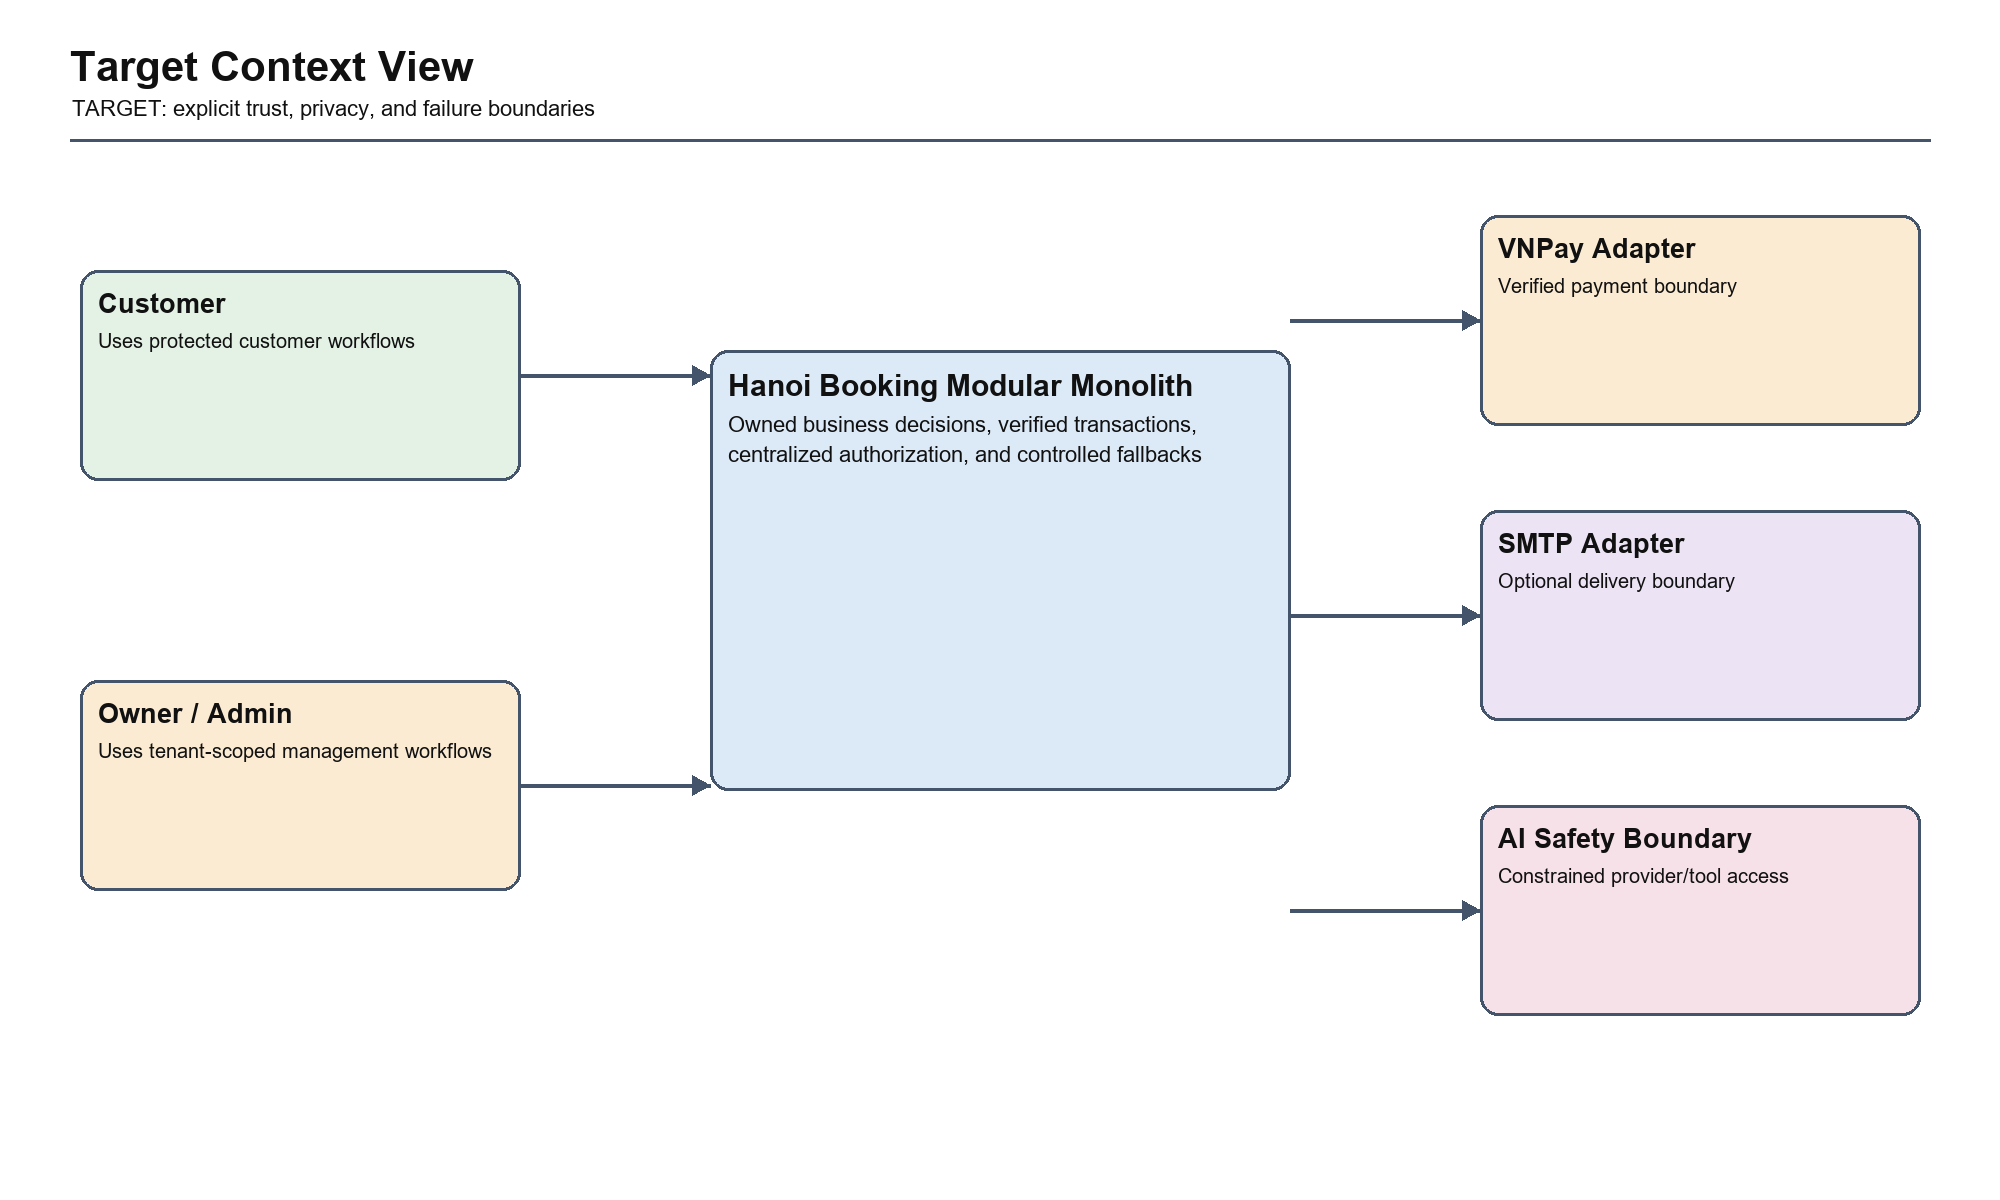 Target Context View
TARGET: explicit trust, privacy, and failure boundaries
Customer
Uses protected customer workflows
Owner / Admin
Uses tenant-scoped management workflows
Hanoi Booking Modular Monolith
Owned business decisions, verified transactions,
centralized authorization, and controlled fallbacks
VNPay Adapter
Verified payment boundary
SMTP Adapter
Optional delivery boundary
AI Safety Boundary
Constrained provider/tool access